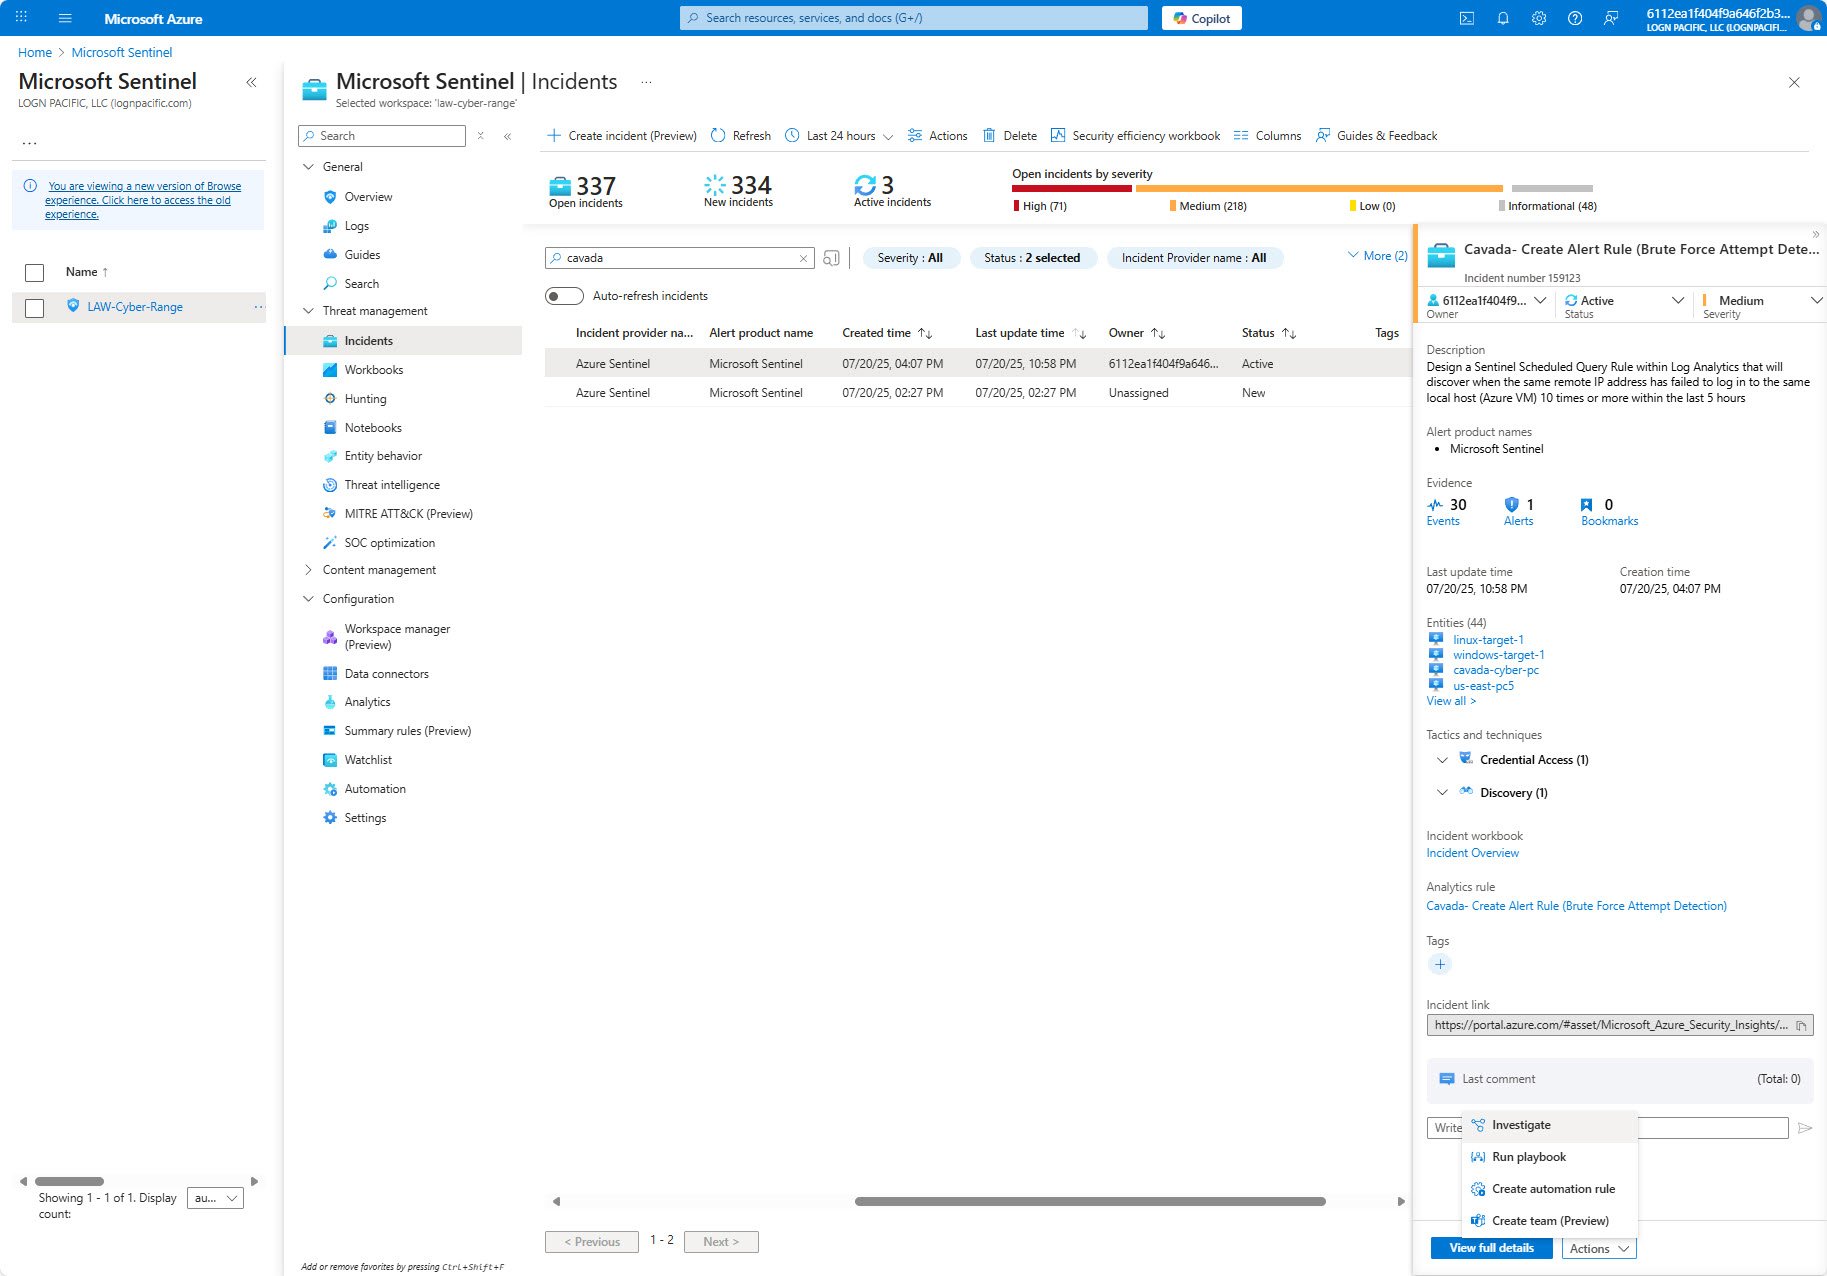 Microsoft Azure
Search resources, services, and docs (G+/)
Copilot
6112ea1f404f9a646f2b3...
LOGN PACIFIC, LLC (LOGNPACIFI...
Home > Microsoft Sentinel
Microsoft Sentinel
LOGN PACIFIC, LLC (lognpacific.com)
...
You are viewing a new version of Browse
experience. Click here to access the old
experience.
Name ↑
LAW-Cyber-Range
Showing 1 - 1 of 1. Display
count:
au...
Microsoft Sentinel | Incidents
...
Selected workspace: 'law-cyber-range'
Search
General
Overview
Logs
Guides
Search
Threat management
Incidents
Workbooks
Hunting
Notebooks
Entity behavior
Threat intelligence
MITRE ATT&CK (Preview)
SOC optimization
Content management
Configuration
Workspace manager
(Preview)
Data connectors
Analytics
Summary rules (Preview)
Watchlist
Automation
Settings
Add or remove favorites by pressing Ctrl+Shift+F
Create incident (Preview)
Refresh
Last 24 hours
Actions
Delete
Security efficiency workbook
Columns
Guides & Feedback
337
Open incidents
334
New incidents
3
Active incidents
Open incidents by severity
High (71)
Medium (218)
Low (0)
Informational (48)
cavada
Severity : All
Status : 2 selected
Incident Provider name : All
More (2)
Auto-refresh incidents
Incident provider na... Alert product name Created time ↑↓ Last update time ↑↓ Owner ↑↓ Status ↑↓ Tags
Azure Sentinel Microsoft Sentinel 07/20/25, 04:07 PM 07/20/25, 10:58 PM 6112ea1f404f9a646... Active
Azure Sentinel Microsoft Sentinel 07/20/25, 02:27 PM 07/20/25, 02:27 PM Unassigned New
< Previous
1 - 2
Next >
Cavada- Create Alert Rule (Brute Force Attempt Dete...
Incident number 159123
6112ea1f404f9...
Owner
Active
Status
Medium
Severity
Description
Design a Sentinel Scheduled Query Rule within Log Analytics that will
discover when the same remote IP address has failed to log in to the same
local host (Azure VM) 10 times or more within the last 5 hours
Alert product names
• Microsoft Sentinel
Evidence
30
Events
1
Alerts
0
Bookmarks
Last update time
07/20/25, 10:58 PM
Creation time
07/20/25, 04:07 PM
Entities (44)
linux-target-1
windows-target-1
cavada-cyber-pc
us-east-pc5
View all >
Tactics and techniques
Credential Access (1)
Discovery (1)
Incident workbook
Incident Overview
Analytics rule
Cavada- Create Alert Rule (Brute Force Attempt Detection)
Tags
Incident link
https://portal.azure.com/#asset/Microsoft_Azure_Security_Insights/...
Last comment
(Total: 0)
Write
Investigate
Run playbook
Create automation rule
Create team (Preview)
View full details
Actions